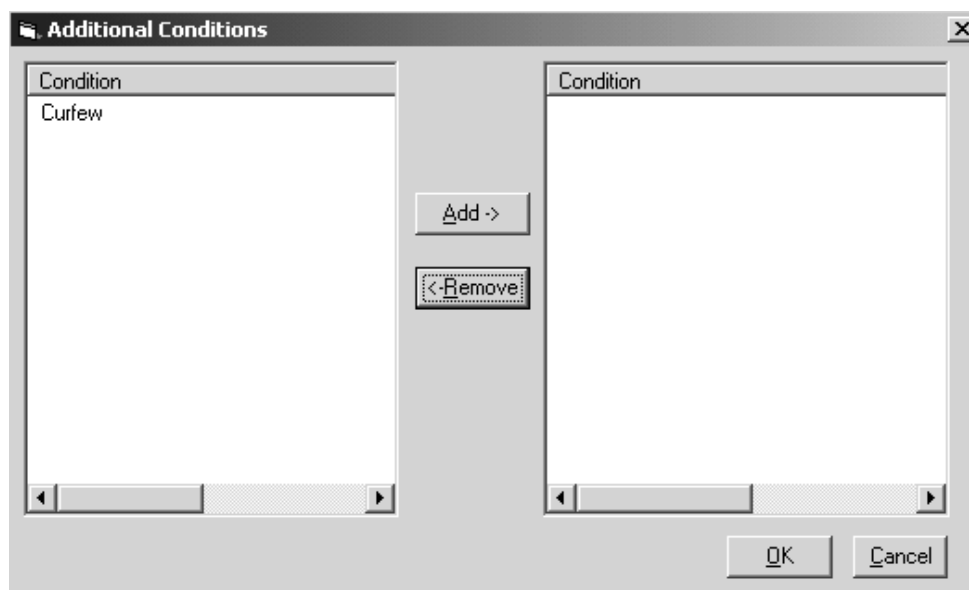 Additional Conditions
Condition
Curfew
Condition
Add ->
<-Remove
OK
Cancel